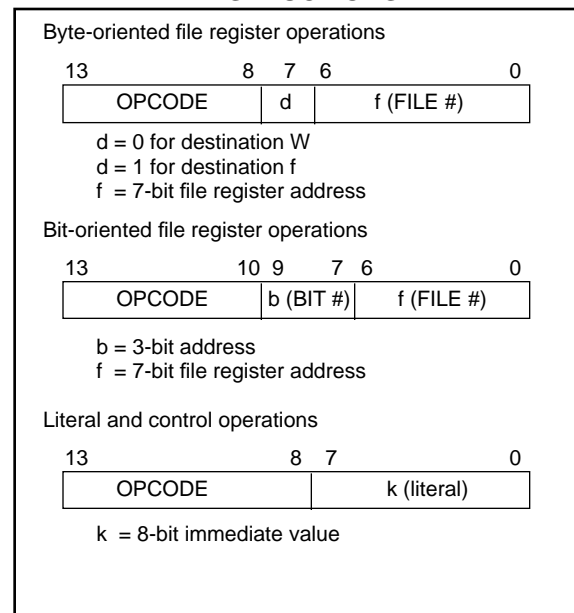 Byte-oriented file register operations
13 8 7 6 0
OPCODE d f (FILE #)
d = 0 for destination W
d = 1 for destination f
f = 7-bit file register address
Bit-oriented file register operations
13 10 9 7 6 0
OPCODE b (BIT #) f (FILE #)
b = 3-bit address
f = 7-bit file register address
Literal and control operations
13 8 7 0
OPCODE k (literal)
k = 8-bit immediate value